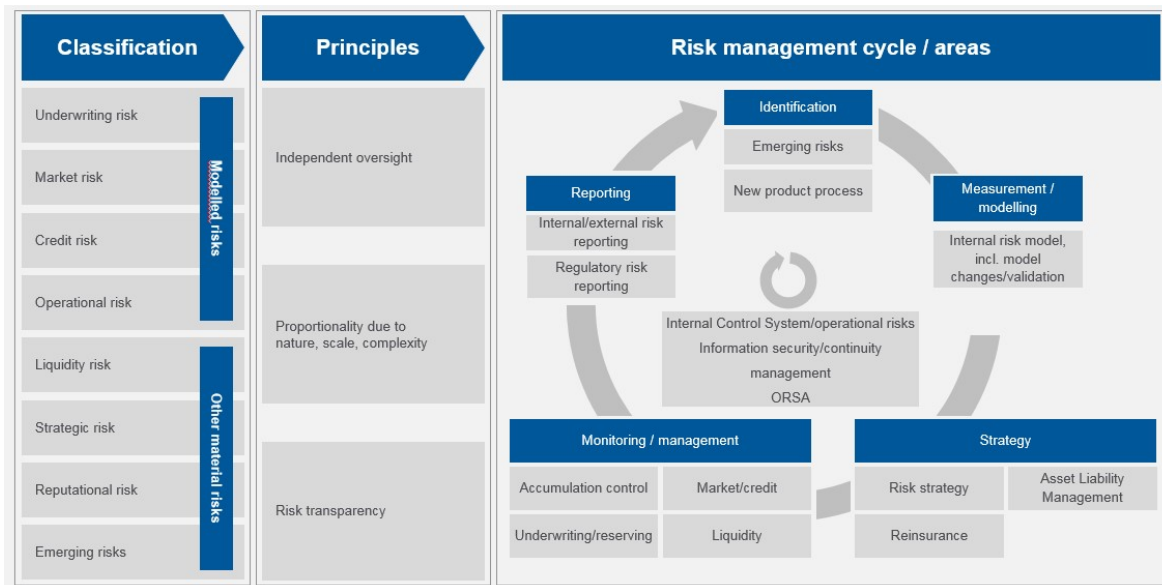 Classification
Underwriting risk
Market risk
Credit risk
Operational risk
Modelled risks
Liquidity risk
Strategic risk
Reputational risk
Emerging risks
Other material risks
Principles
Independent oversight
Proportionality due to
nature, scale, complexity
Risk transparency
Risk management cycle / areas
Identification
Emerging risks
New product process
Measurement /
modelling
Internal risk model,
incl. model
changes/validation
Strategy
Risk strategy
Asset Liability
Management
Reinsurance
Monitoring / management
Accumulation control
Market/credit
Underwriting/reserving
Liquidity
Reporting
Internal/external risk
reporting
Regulatory risk
reporting
Internal Control System/operational risks
Information security/continuity
management
ORSA